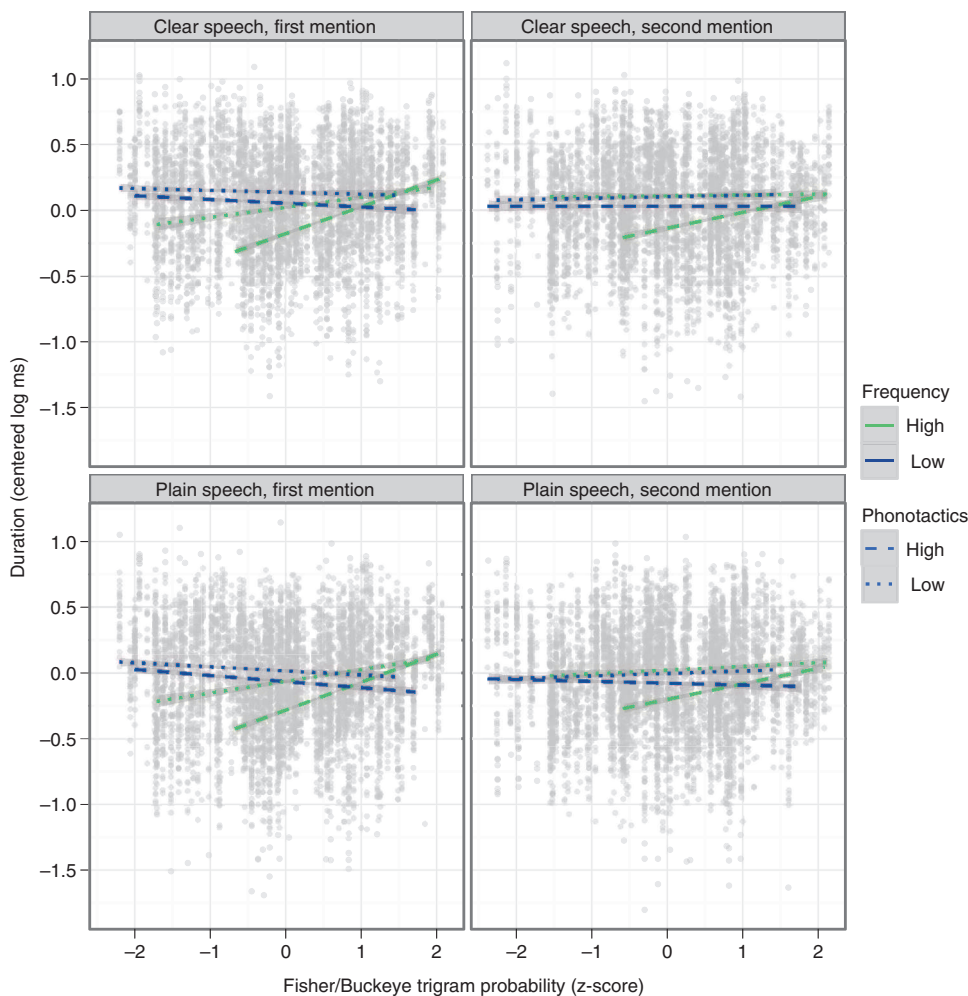 Clear speech, first mention
Clear speech, second mention
1.0
0.5
0.0
−0.5
−1.0
−1.5
Plain speech, first mention
Plain speech, second mention
1.0
0.5
0.0
−0.5
−1.0
−1.5
Duration (centered log ms)
−2 −1 0 1 2
−2 −1 0 1 2
Fisher/Buckeye trigram probability (z-score)
Frequency
High
Low
Phonotactics
High
Low